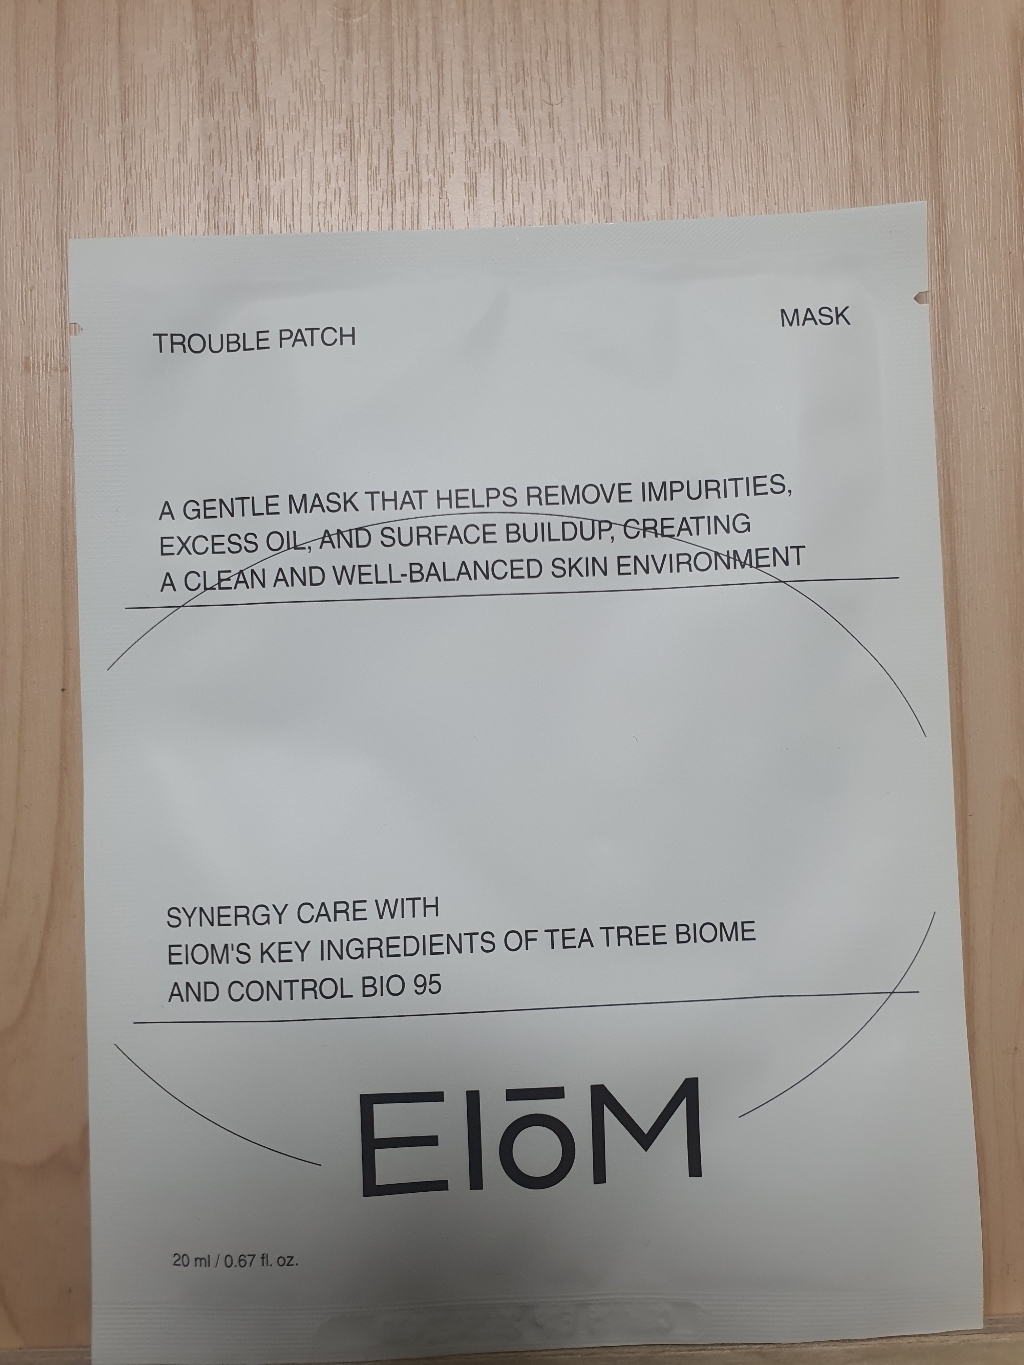 TROUBLE PATCH
MASK
A GENTLE MASK THAT HELPS REMOVE IMPURITIES,
EXCESS OIL, AND SURFACE BUILDUP, CREATING
A CLEAN AND WELL-BALANCED SKIN ENVIRONMENT
SYNERGY CARE WITH
EIOM'S KEY INGREDIENTS OF TEA TREE BIOME
AND CONTROL BIO 95
EIōM
20 ml / 0.67 fl. oz.